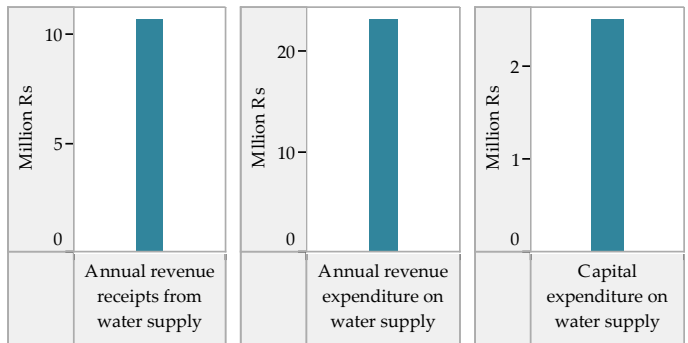 10
5
0
Million Rs
Annual revenue
receipts from
water supply
20
10
0
Mllion Rs
Annual revenue
expenditure on
water supply
2
1
0
Million Rs
Capital
expenditure on
water supply